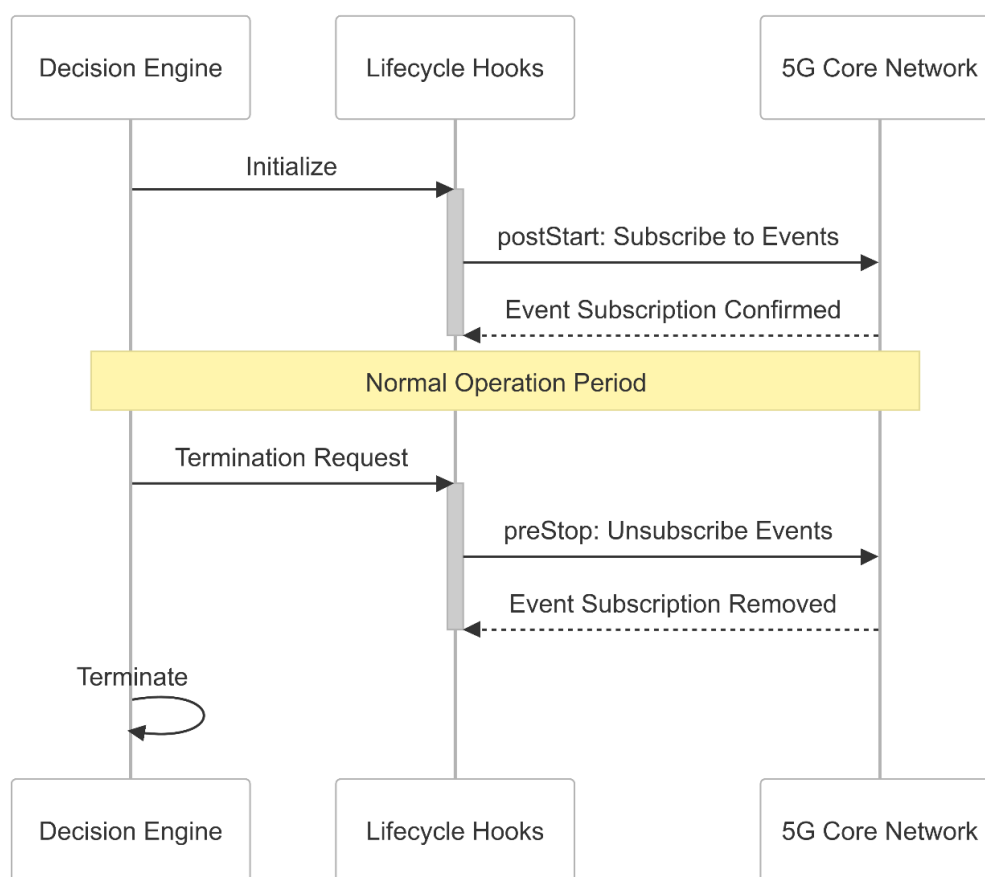 Decision Engine
Lifecycle Hooks
5G Core Network
Initialize
postStart: Subscribe to Events
Event Subscription Confirmed
Normal Operation Period
Termination Request
preStop: Unsubscribe Events
Event Subscription Removed
Terminate
Decision Engine
Lifecycle Hooks
5G Core Network